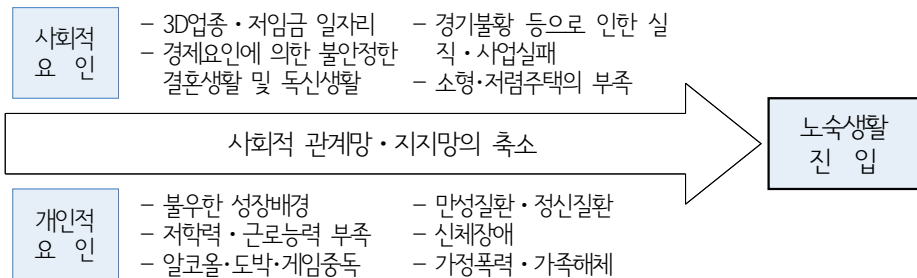 사회적
요 인
– 3D업종・저임금 일자리
– 경제요인에 의한 불안정한
결혼생활 및 독신생활
– 경기불황 등으로 인한 실
직・사업실패
– 소형・저렴주택의 부족
사회적 관계망・지지망의 축소
노숙생활
진 입
개인적
요 인
– 불우한 성장배경
– 저학력・근로능력 부족
– 알코올・도박・게임중독
– 만성질환・정신질환
– 신체장애
– 가정폭력・가족해체